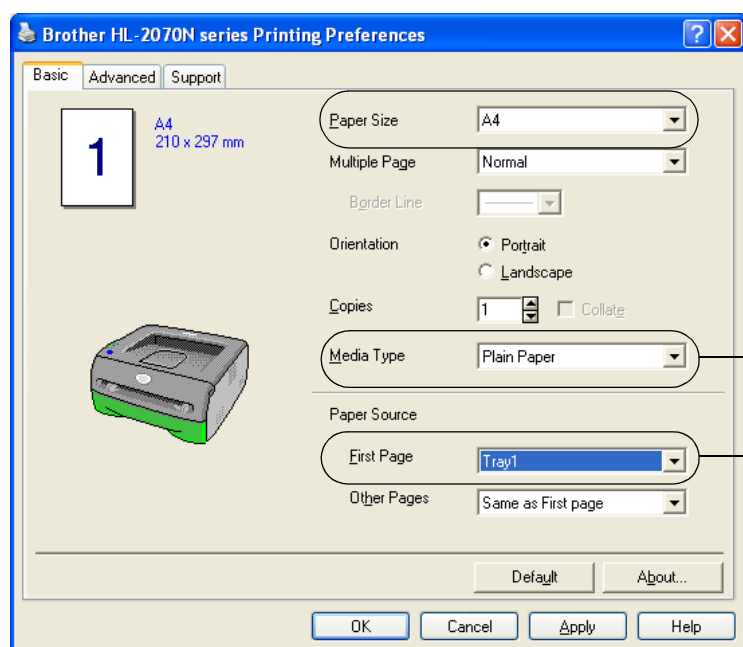 Brother HL-2070N series Printing Preferences
Basic Advanced Support
1
A4
210 x 297 mm
Paper Size A4
Multiple Page Normal
Border Line
Orientation Portrait
Landscape
Copies 1 Collate
Media Type Plain Paper
Paper Source
First Page Tray1
Other Pages Same as First page
Default About...
OK Cancel Apply Help